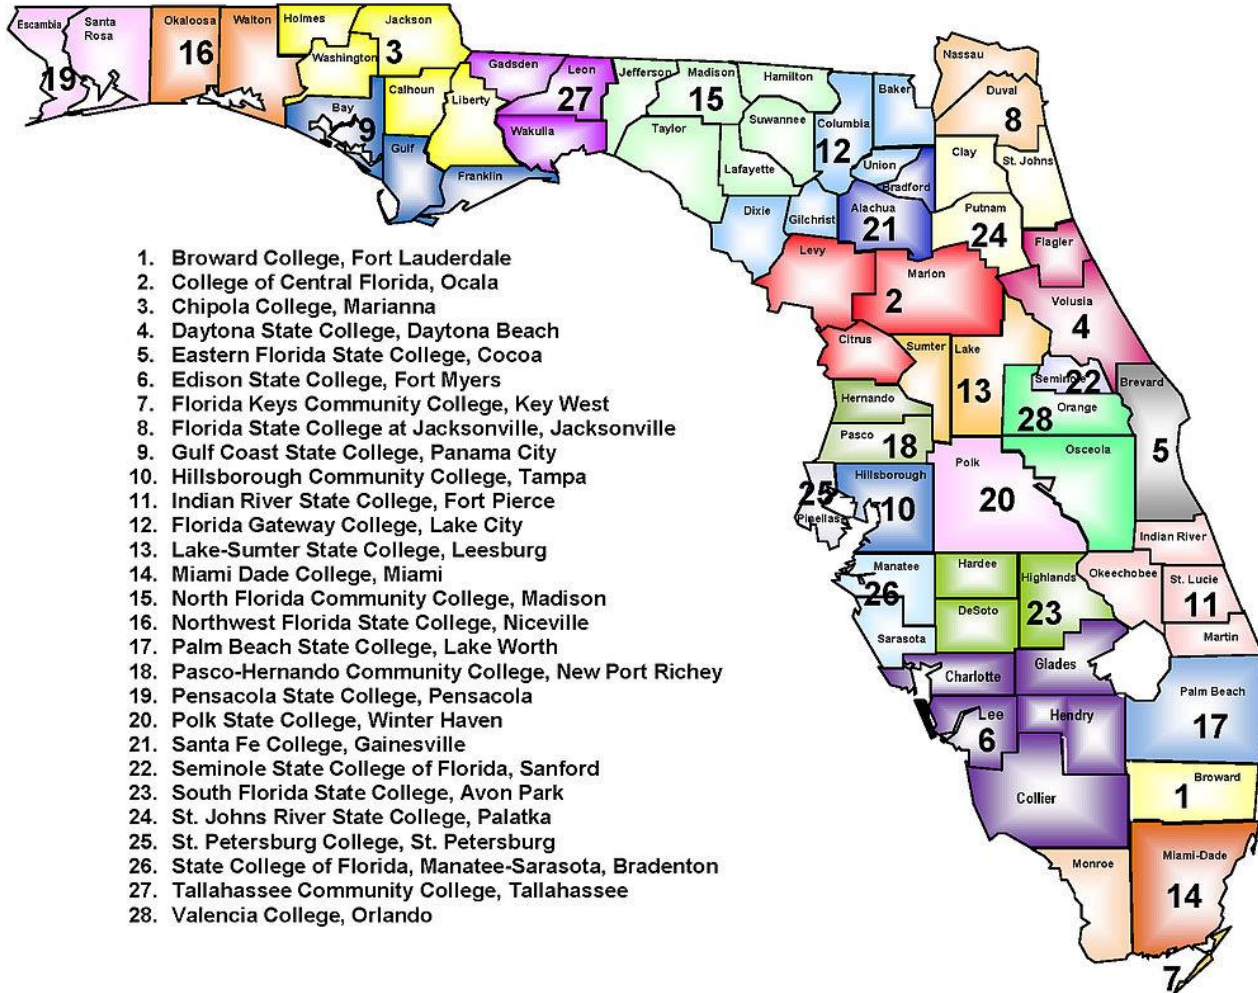 Escambia
Santa
Rosa
19
Okaloosa
16
Walton
Holmes
Jackson
3
Washington
Bay
9
Calhoun
Liberty
Gulf
Franklin
Gadsden
Leon
27
Wakulla
Jefferson
Madison
15
Hamilton
Taylor
Suwannee
Lafayette
Columbia
12
Baker
Union
Bradford
Dixie
Gilchrist
Alachua
21
Nassau
Duval
8
Clay
St. Johns
Putnam
24
Flagler
Levy
Marion
2
Volusia
4
Citrus
Sumter
Lake
13
Seminole
22
Brevard
5
Hernando
Orange
28
Pasco
18
Osceola
Hillsborough
10
Polk
20
25
Pinellas
Indian River
Manatee
26
Hardee
Highlands
23
Okeechobee
St. Lucie
11
DeSoto
Sarasota
Martin
Charlotte
Glades
Palm Beach
17
Lee
6
Hendry
Collier
Broward
1
Monroe
Miami-Dade
14
7
1. Broward College, Fort Lauderdale
2. College of Central Florida, Ocala
3. Chipola College, Marianna
4. Daytona State College, Daytona Beach
5. Eastern Florida State College, Cocoa
6. Edison State College, Fort Myers
7. Florida Keys Community College, Key West
8. Florida State College at Jacksonville, Jacksonville
9. Gulf Coast State College, Panama City
10. Hillsborough Community College, Tampa
11. Indian River State College, Fort Pierce
12. Florida Gateway College, Lake City
13. Lake-Sumter State College, Leesburg
14. Miami Dade College, Miami
15. North Florida Community College, Madison
16. Northwest Florida State College, Niceville
17. Palm Beach State College, Lake Worth
18. Pasco-Hernando Community College, New Port Richey
19. Pensacola State College, Pensacola
20. Polk State College, Winter Haven
21. Santa Fe College, Gainesville
22. Seminole State College of Florida, Sanford
23. South Florida State College, Avon Park
24. St. Johns River State College, Palatka
25. St. Petersburg College, St. Petersburg
26. State College of Florida, Manatee-Sarasota, Bradenton
27. Tallahassee Community College, Tallahassee
28. Valencia College, Orlando